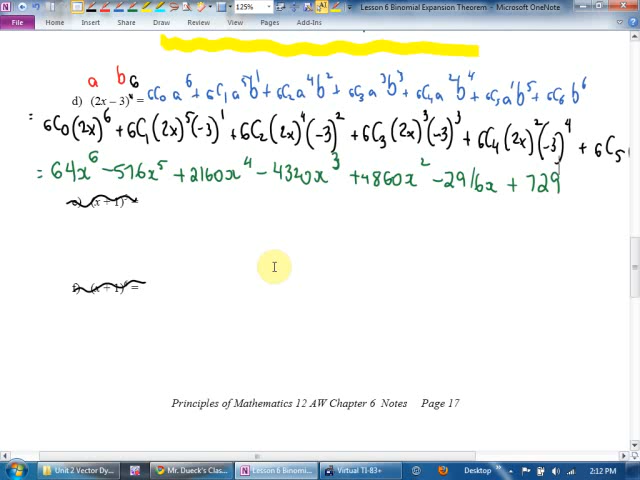 Lesson 6 Binomial Expansion Theorem - Microsoft OneNote
File Home Insert Share Draw Review View Add-Ins
125%
a b 6
d) (2x – 3)⁴ = 6C0 a⁶ + 6C1 a⁵b¹ + 6C2 a⁴b² + 6C3 a³b³ + 6C4 a²b⁴ + 6C5 a¹b⁵ + 6C6 b⁶
= 6C0(2x)⁶ + 6C1(2x)⁵(-3)¹ + 6C2(2x)⁴(-3)² + 6C3(2x)³(-3)³ + 6C4(2x)²(-3)⁴ + 6C5
= 64x⁶ - 576x⁵ + 2160x⁴ - 4320x³ + 4860x² - 2916x + 729
(x + 1) =
(x + 1) =
Principles of Mathematics 12 AW Chapter 6 Notes Page 17
Unit 2 Vector Dy... Mr. Dueck's Class... Lesson 6 Binomi... Virtual TI-83+ Desktop 2:12 PM